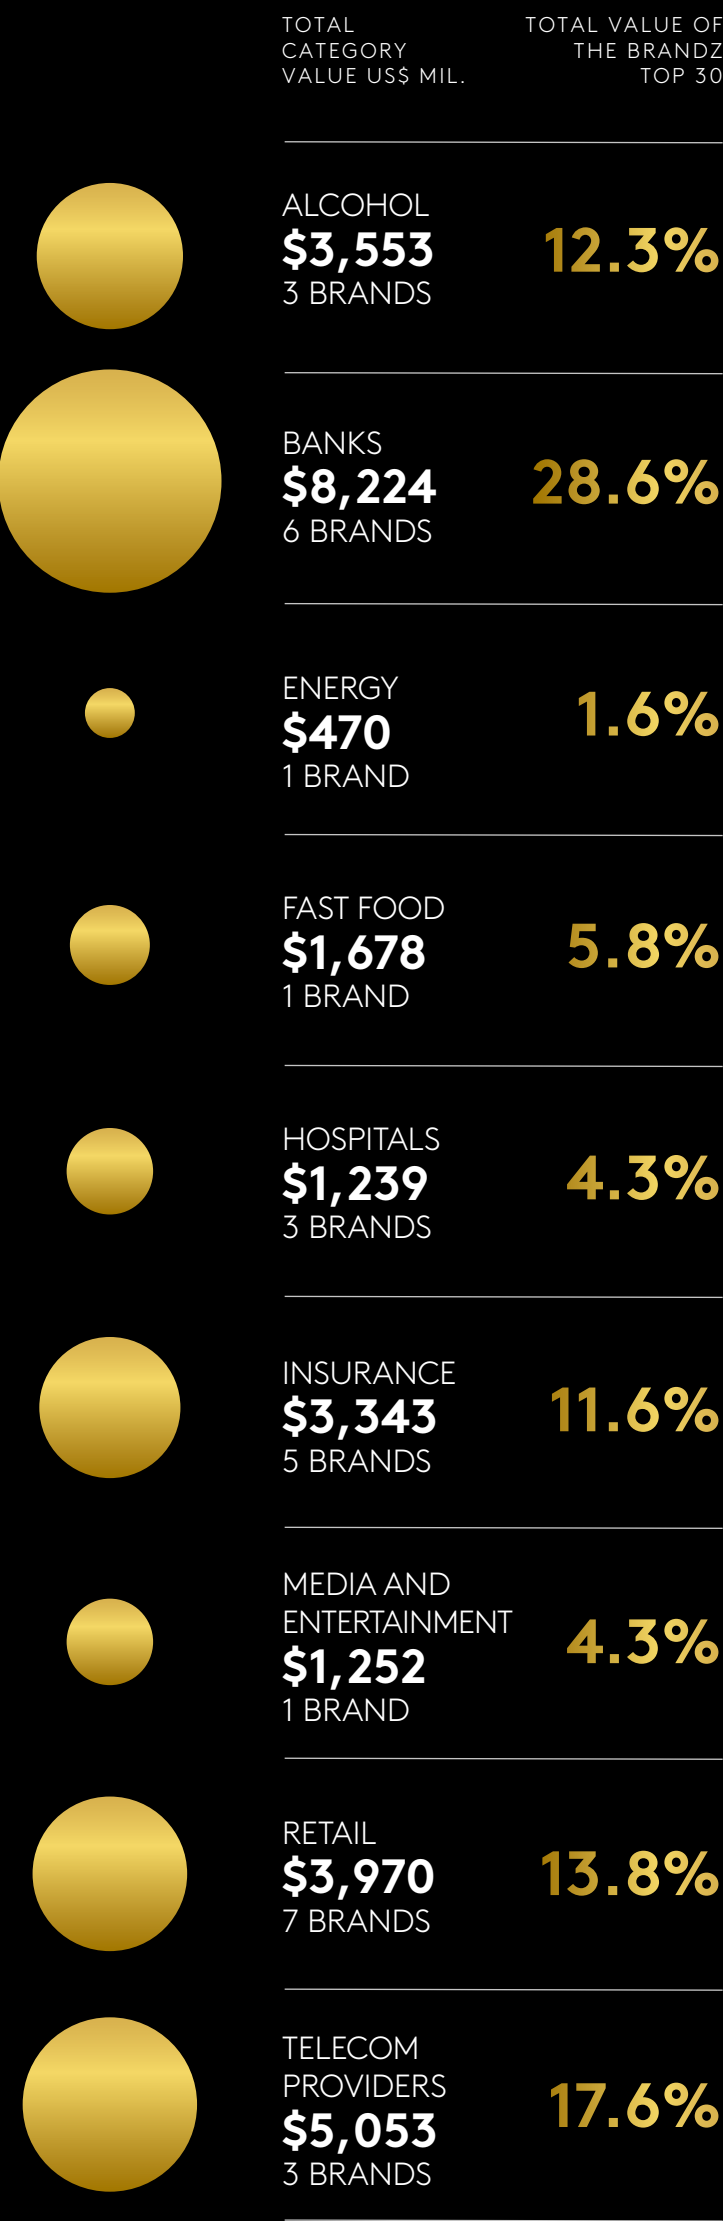 TOTAL
CATEGORY
VALUE US$ MIL.
TOTAL VALUE OF
THE BRANDZ
TOP 30
ALCOHOL
$3,553
3 BRANDS
12.3%
BANKS
$8,224
6 BRANDS
28.6%
ENERGY
$470
1 BRAND
1.6%
FAST FOOD
$1,678
1 BRAND
5.8%
HOSPITALS
$1,239
3 BRANDS
4.3%
INSURANCE
$3,343
5 BRANDS
11.6%
MEDIA AND
ENTERTAINMENT
$1,252
1 BRAND
4.3%
RETAIL
$3,970
7 BRANDS
13.8%
TELECOM
PROVIDERS
$5,053
3 BRANDS
17.6%